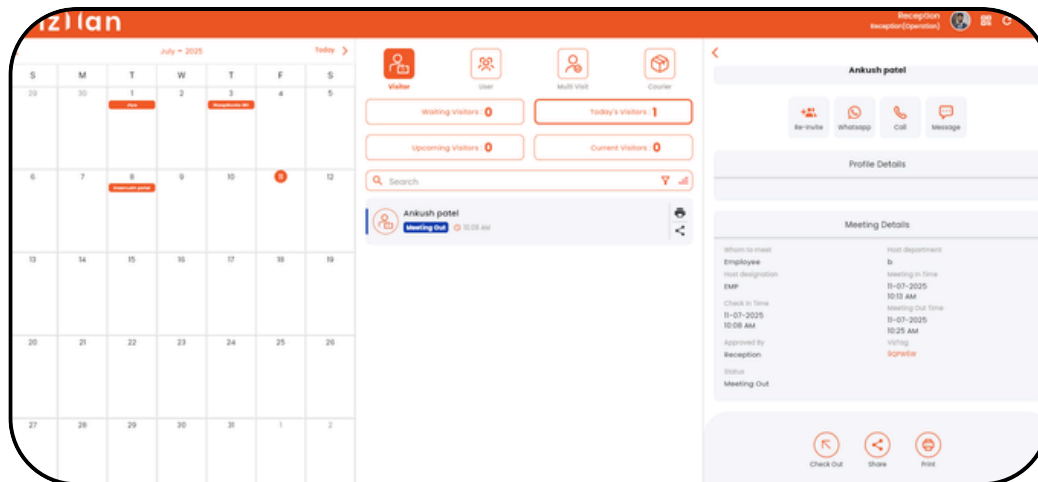 Reception
Reception(Operation)
July 2025
Today
S M T W T F S
29 30 1 2 3 4 5
6 7 8 9 10 11 12
13 14 15 16 17 18 19
20 21 22 23 24 25 26
27 28 29 30 31 1 2
Visitor
User
Multi Visit
Courier
Waiting Visitors : 0
Today's Visitors : 1
Upcoming Visitors : 0
Current Visitors : 0
Search
Ankush patel
Meeting Out
10:08 AM
Ankush patel
Re-Invite
Whatsapp
Call
Message
Profile Details
Meeting Details
Whom to meet
Employee
Host department
b
Host designation
EMP
Meeting In Time
11-07-2025
10:13 AM
Check In Time
11-07-2025
10:08 AM
Meeting Out Time
11-07-2025
10:25 AM
Approved By
Reception
VizTag
Status
Meeting Out
Check Out
Share
Print